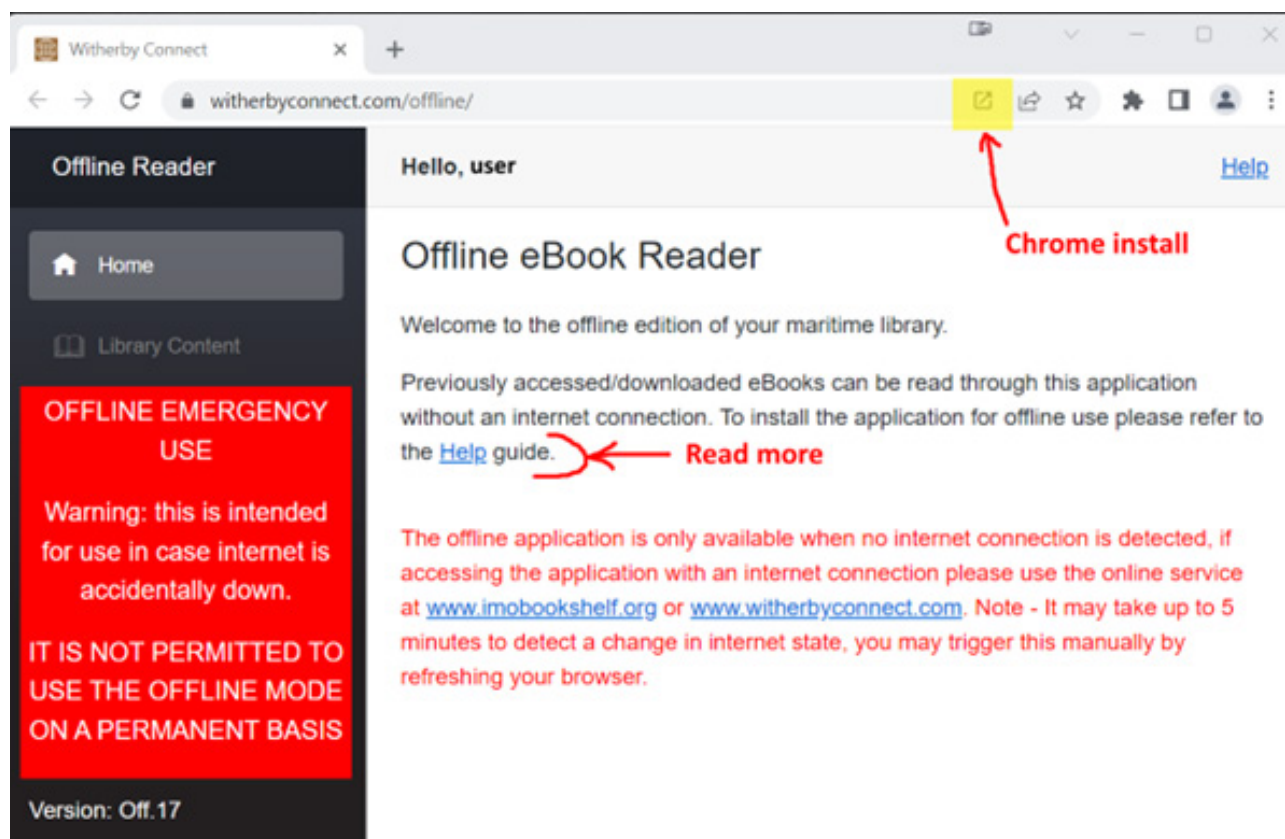 Witherby Connect
witherbyconnect.com/offline/
Offline Reader
Hello, user
Help
Home
Library Content
OFFLINE EMERGENCY
USE
Warning: this is intended
for use in case internet is
accidentally down.
IT IS NOT PERMITTED TO
USE THE OFFLINE MODE
ON A PERMANENT BASIS
Version: Off.17
Chrome install
Offline eBook Reader
Welcome to the offline edition of your maritime library.
Previously accessed/downloaded eBooks can be read through this application
without an internet connection. To install the application for offline use please refer to
the Help guide.
Read more
The offline application is only available when no internet connection is detected, if
accessing the application with an internet connection please use the online service
at www.imobookshelf.org or www.witherbyconnect.com. Note - It may take up to 5
minutes to detect a change in internet state, you may trigger this manually by
refreshing your browser.